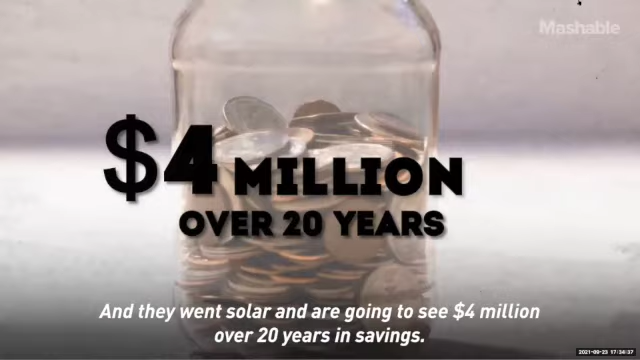 Mashable
$4 MILLION
OVER 20 YEARS
And they went solar and are going to see $4 million
over 20 years in savings.
2021-09-23 17:34:37